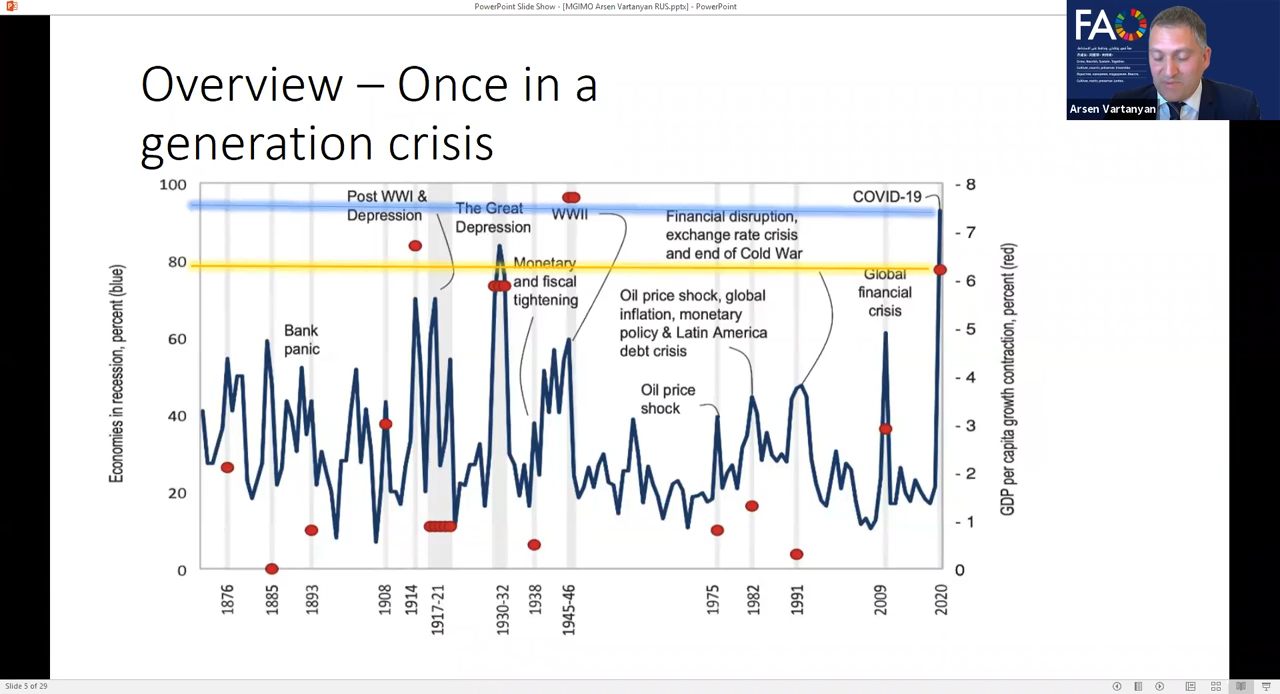 PowerPoint Slide Show - [MGIMO Arsen Vartanyan RUS.pptx] - PowerPoint
FAO
Arsen Vartanyan
Overview – Once in a
generation crisis
100
80
60
40
20
0
Economies in recession, percent (blue)
Bank
panic
Post WWI &
Depression
The Great
Depression
Monetary
and fiscal
tightening
WWII
Financial disruption,
exchange rate crisis
and end of Cold War
Oil price shock, global
inflation, monetary
policy & Latin America
debt crisis
Oil price
shock
Global
financial
crisis
COVID-19
- 8
- 7
- 6
- 5
- 4
- 3
- 2
- 1
0
GDP per capita growth contraction, percent (red)
1876
1885
1893
1908
1914
1917-21
1930-32
1938
1945-46
1975
1982
1991
2009
2020
Slide 5 of 29